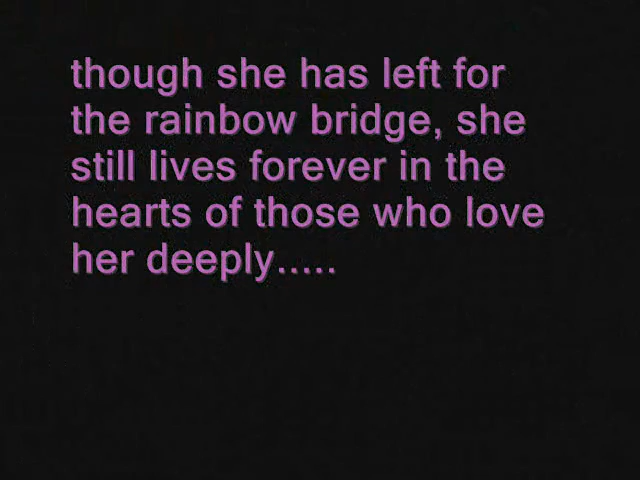 though she has left for
the rainbow bridge, she
still lives forever in the
hearts of those who love
her deeply.....